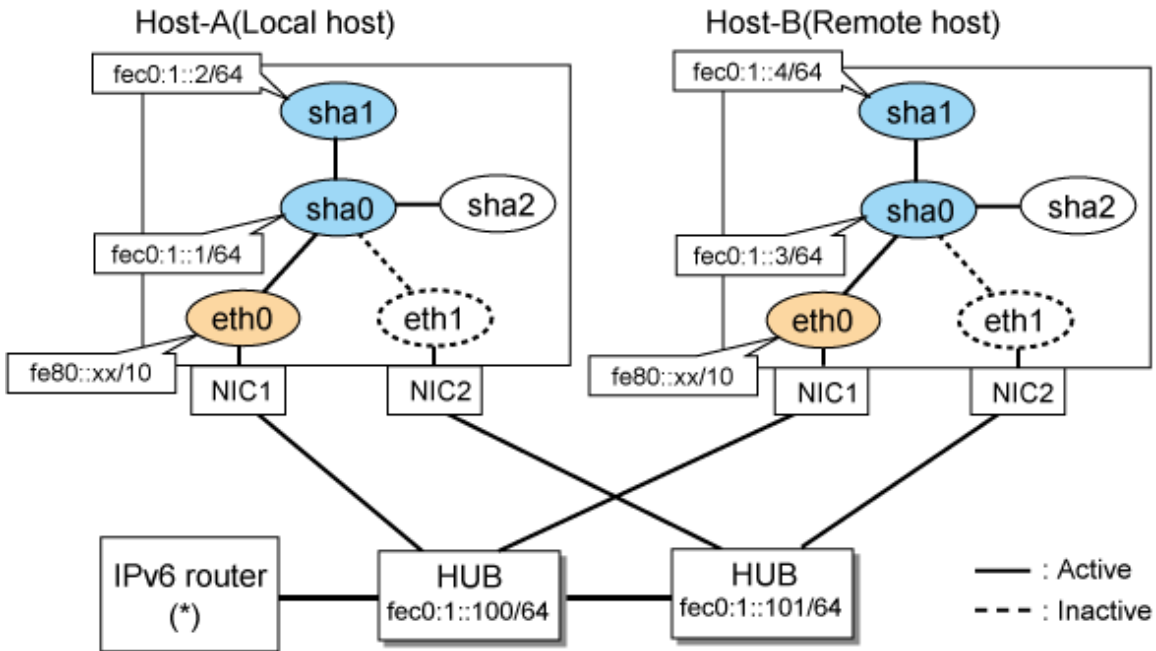 Host-A(Local host)
Host-B(Remote host)
fec0:1::2/64
sha1
sha0
sha2
fec0:1::1/64
eth0
eth1
fe80::xx/10
NIC1
NIC2
fec0:1::4/64
sha1
sha0
sha2
fec0:1::3/64
eth0
eth1
fe80::xx/10
NIC1
NIC2
IPv6 router
(*)
HUB
fec0:1::100/64
HUB
fec0:1::101/64
: Active
: Inactive